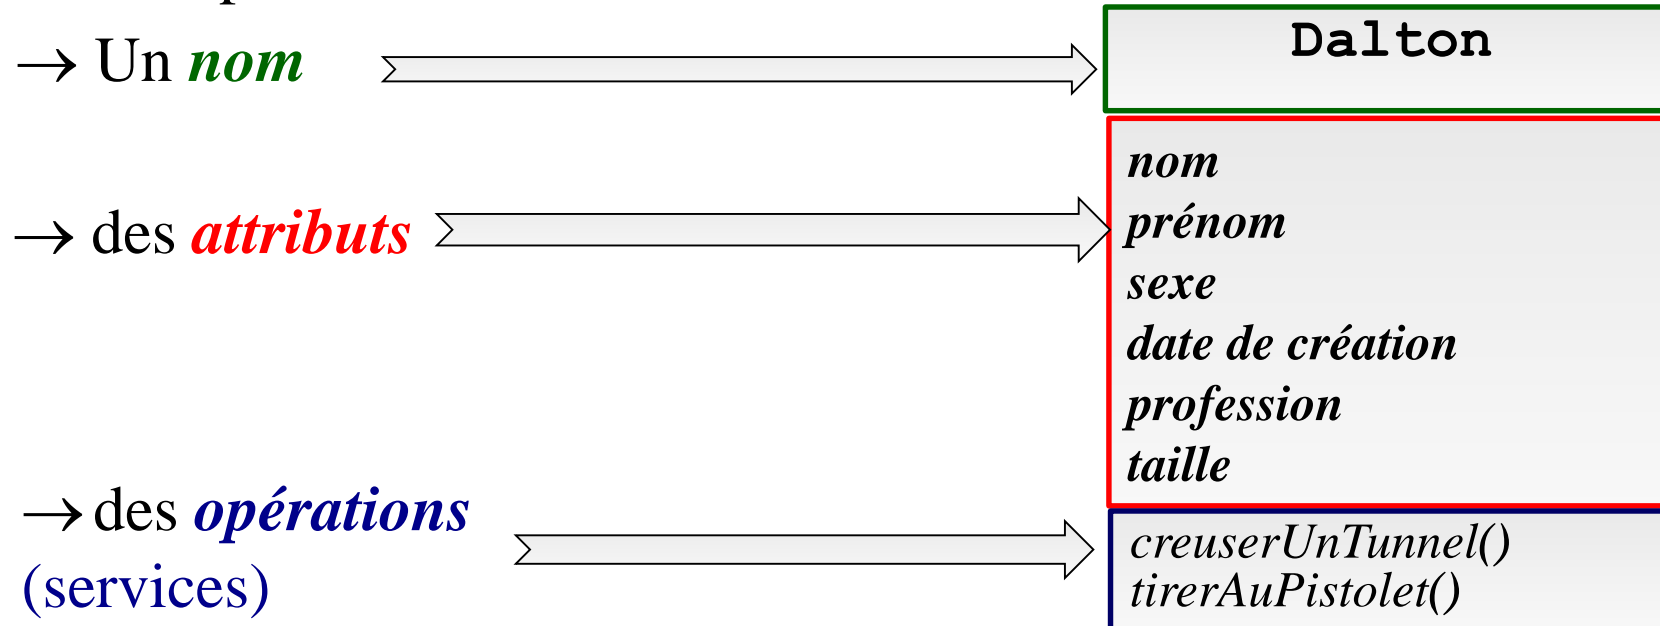 → Un nom
Dalton
→ des attributs
nom
prénom
sexe
date de création
profession
taille
→ des opérations
(services)
creuserUnTunnel()
tirerAuPistolet()